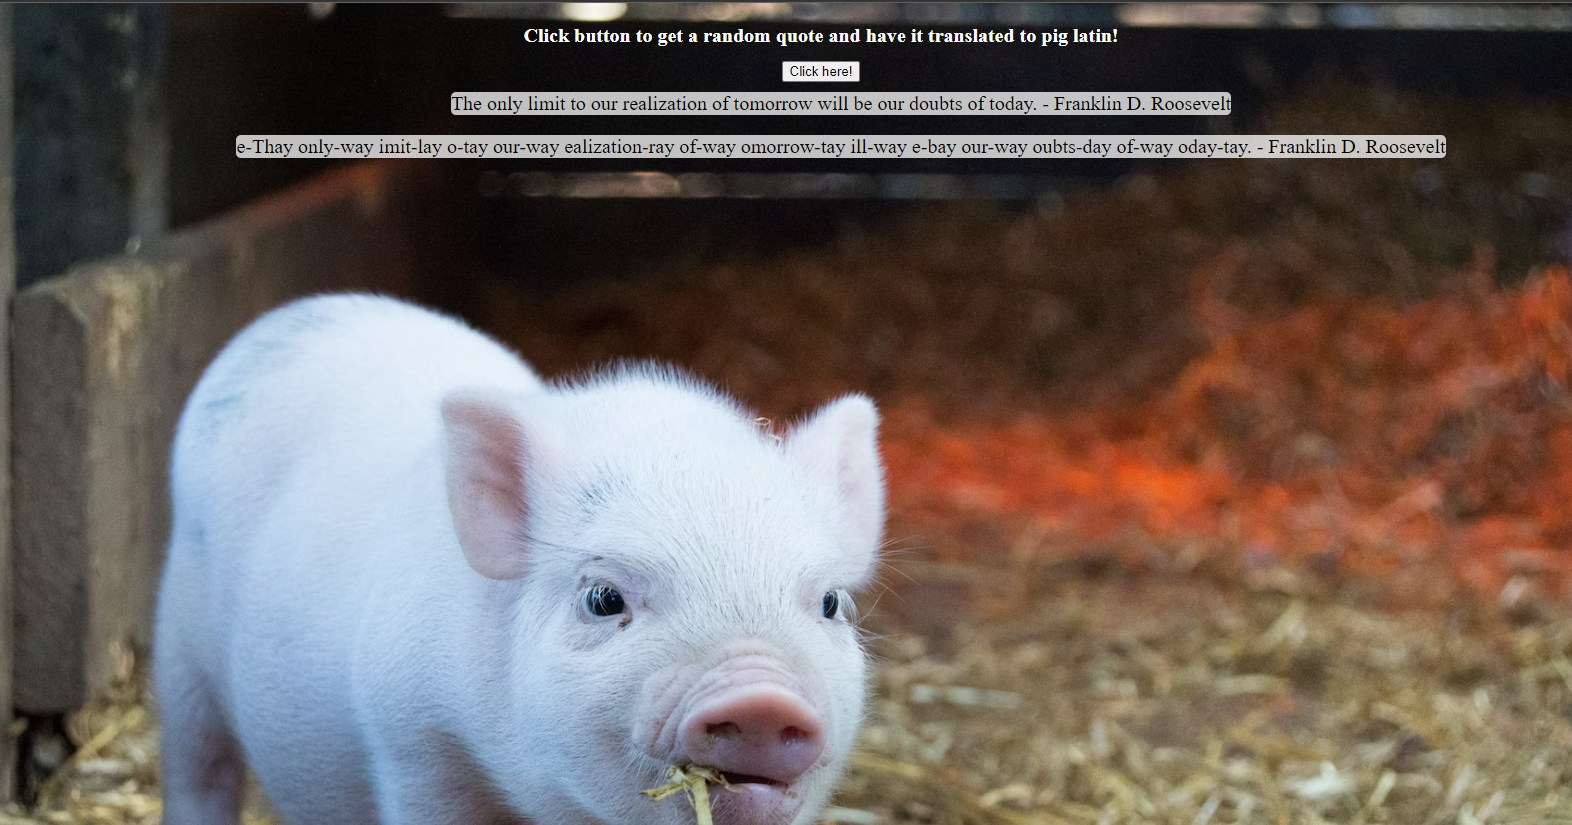 Click button to get a random quote and have it translated to pig latin!
Click here!
The only limit to our realization of tomorrow will be our doubts of today. - Franklin D. Roosevelt
e-Thay only-way imit-lay o-tay our-way ealization-ray of-way omorrow-tay ill-way e-bay our-way oubts-day of-way oday-tay. - Franklin D. Roosevelt